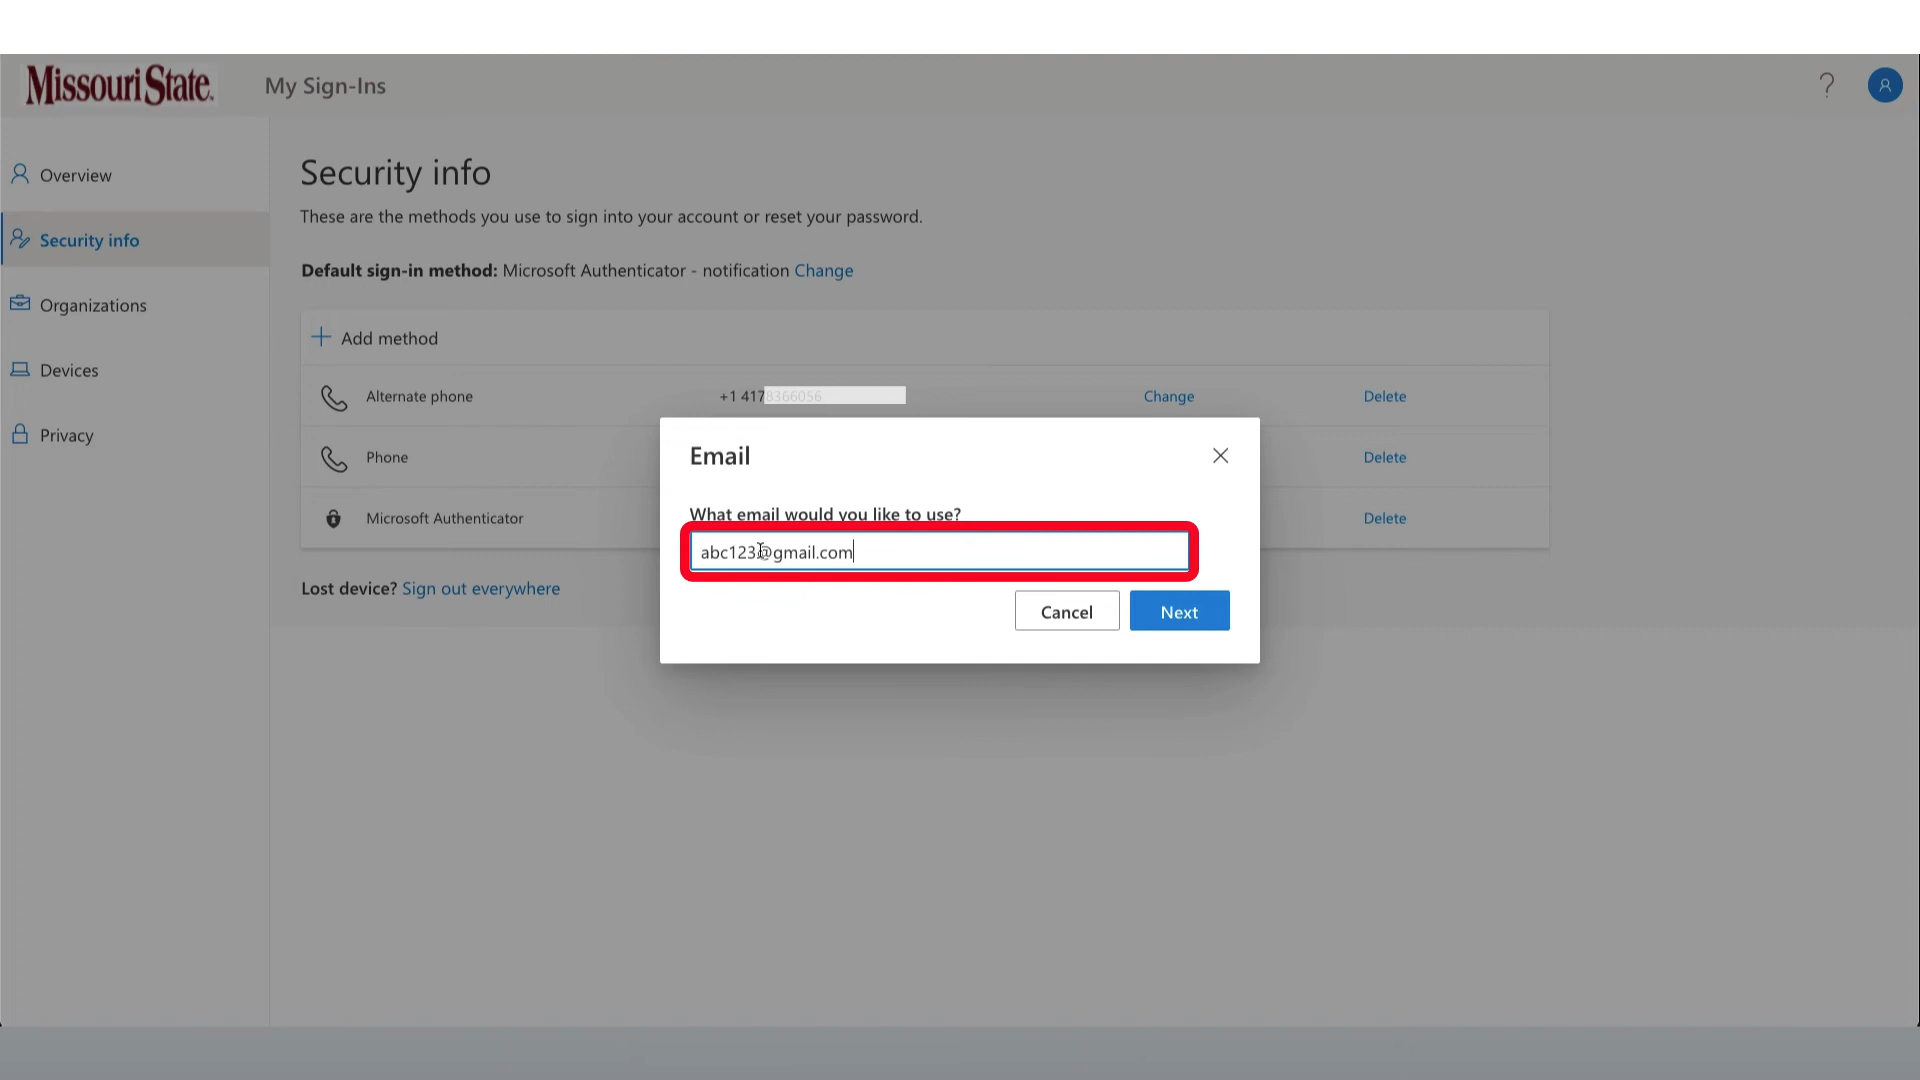 Missouri State.
My Sign-Ins
?
Overview
Security info
Organizations
Devices
Privacy
Security info
These are the methods you use to sign into your account or reset your password.
Default sign-in method: Microsoft Authenticator - notification Change
Add method
Alternate phone +1 4178366056 Change Delete
Phone Delete
Microsoft Authenticator Delete
Lost device? Sign out everywhere
Email
What email would you like to use?
abc123@gmail.com
Cancel Next